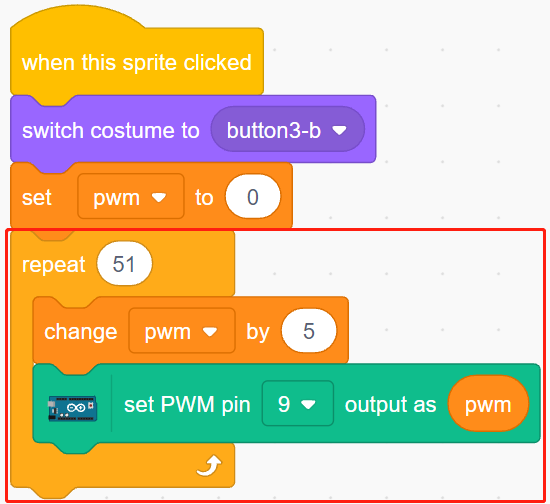 when this sprite clicked
switch costume to button3-b
set pwm to 0
repeat 51
change pwm by 5
set PWM pin 9 output as pwm